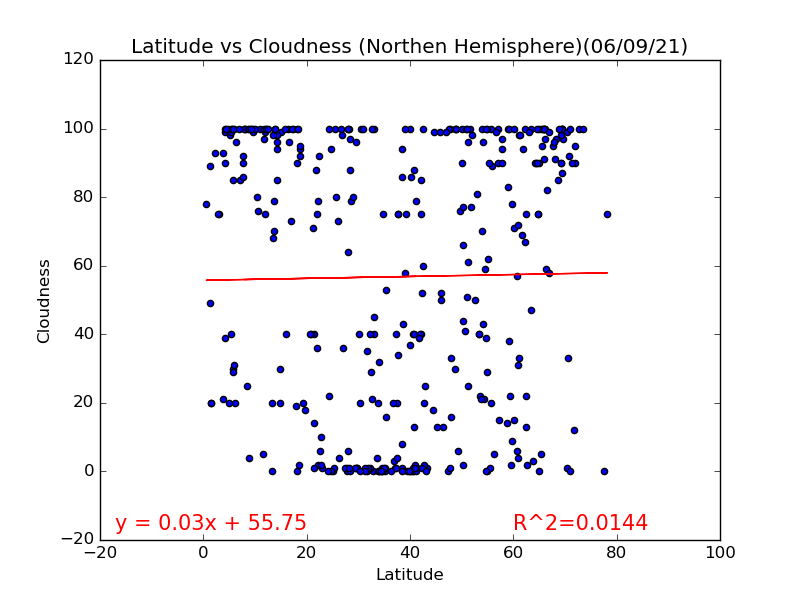 Latitude vs Cloudness (Northen Hemisphere)(06/09/21)
120
100
80
60
40
20
0
−20
Cloudness
y = 0.03x + 55.75
R^2=0.0144
−20 0 20 40 60 80 100
Latitude